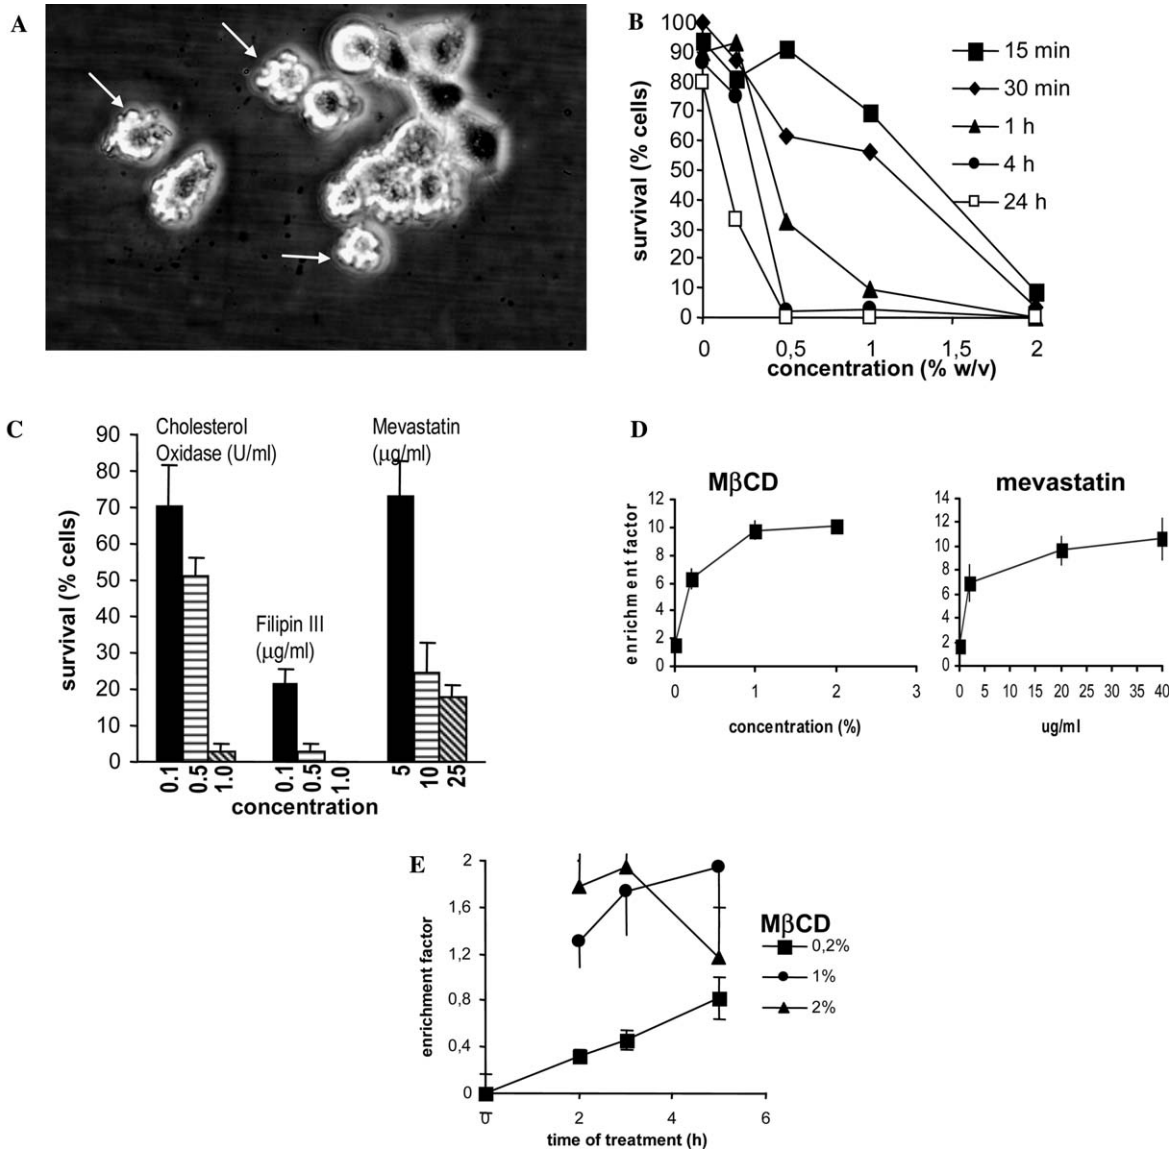 A
B
100
90
80
70
60
50
40
30
20
10
0
survival (% cells)
0
0,5
1
1,5
2
concentration (% w/v)
15 min
30 min
1 h
4 h
24 h
C
Cholesterol
Oxidase (U/ml)
Mevastatin
(μg/ml)
Filipin III
(μg/ml)
90
80
70
60
50
40
30
20
10
0
survival (% cells)
0.1
0.5
1.0
0.1
0.5
1.0
5
10
25
concentration
D
MβCD
12
10
8
6
4
2
0
enrichment factor
0
1
2
3
concentration (%)
mevastatin
14
12
10
8
6
4
2
0
0 5 10 15 20 25 30 35 40
ug/ml
E
2
1,6
1,2
0,8
0,4
0
enrichment factor
0
2
4
6
time of treatment (h)
MβCD
0,2%
1%
2%